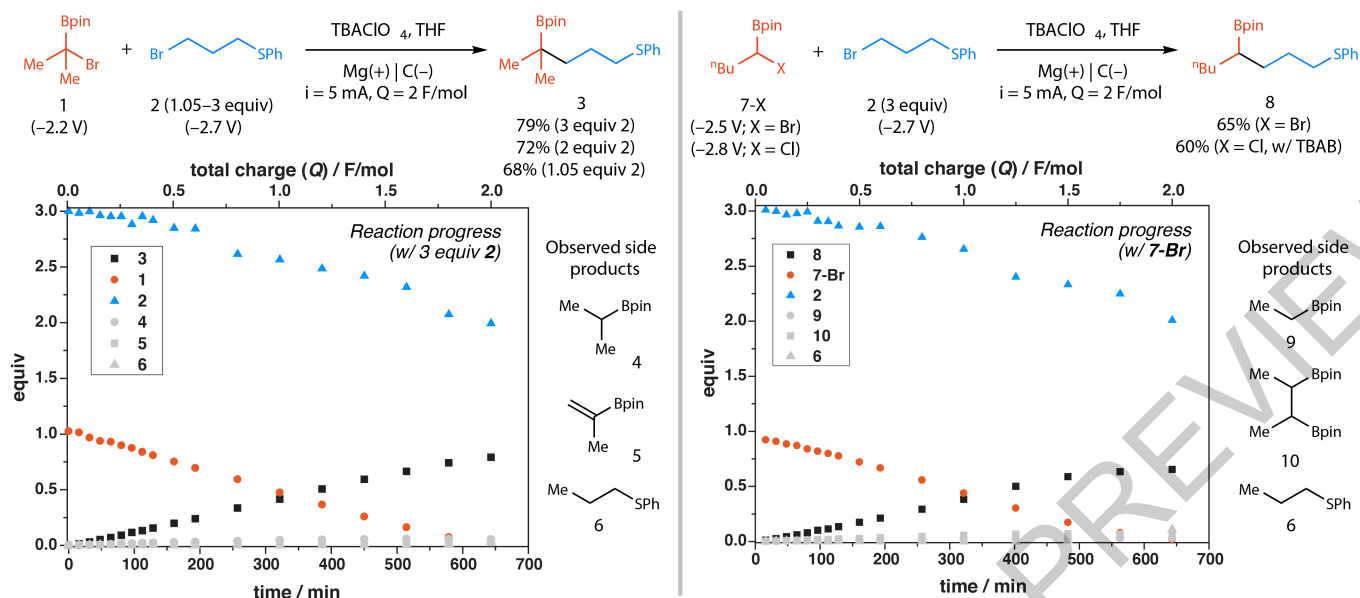 Bpin
Br
Me
Me
+
Br
SPh
TBAClO 4, THF
Mg(+) | C(–)
i = 5 mA, Q = 2 F/mol
Bpin
Me
Me
SPh
1
(−2.2 V)
2 (1.05–3 equiv)
(−2.7 V)
3
79% (3 equiv 2)
72% (2 equiv 2)
68% (1.05 equiv 2)
total charge (Q) / F/mol
0.0 0.5 1.0 1.5 2.0
3.0
2.5
2.0
1.5
1.0
0.5
0.0
equiv
Reaction progress
(w/ 3 equiv 2)
3
1
2
4
5
6
0 100 200 300 400 500 600 700
time / min
Observed side
products
Me
Bpin
Me
4
Bpin
Me
5
Me
SPh
6
Bpin
nBu
X
+
Br
SPh
TBAClO 4, THF
Mg(+) | C(–)
i = 5 mA, Q = 2 F/mol
Bpin
nBu
SPh
7-X
(−2.5 V; X = Br)
(−2.8 V; X = Cl)
2 (3 equiv)
(−2.7 V)
8
65% (X = Br)
60% (X = Cl, w/ TBAB)
total charge (Q) / F/mol
0.0 0.5 1.0 1.5 2.0
3.0
2.5
2.0
1.5
1.0
0.5
0.0
equiv
Reaction progress
(w/ 7-Br)
8
7-Br
2
9
10
6
0 100 200 300 400 500 600 700
time / min
Observed side
products
Me
Bpin
9
Me
Bpin
Me
Bpin
10
Me
SPh
6
PREVIEW